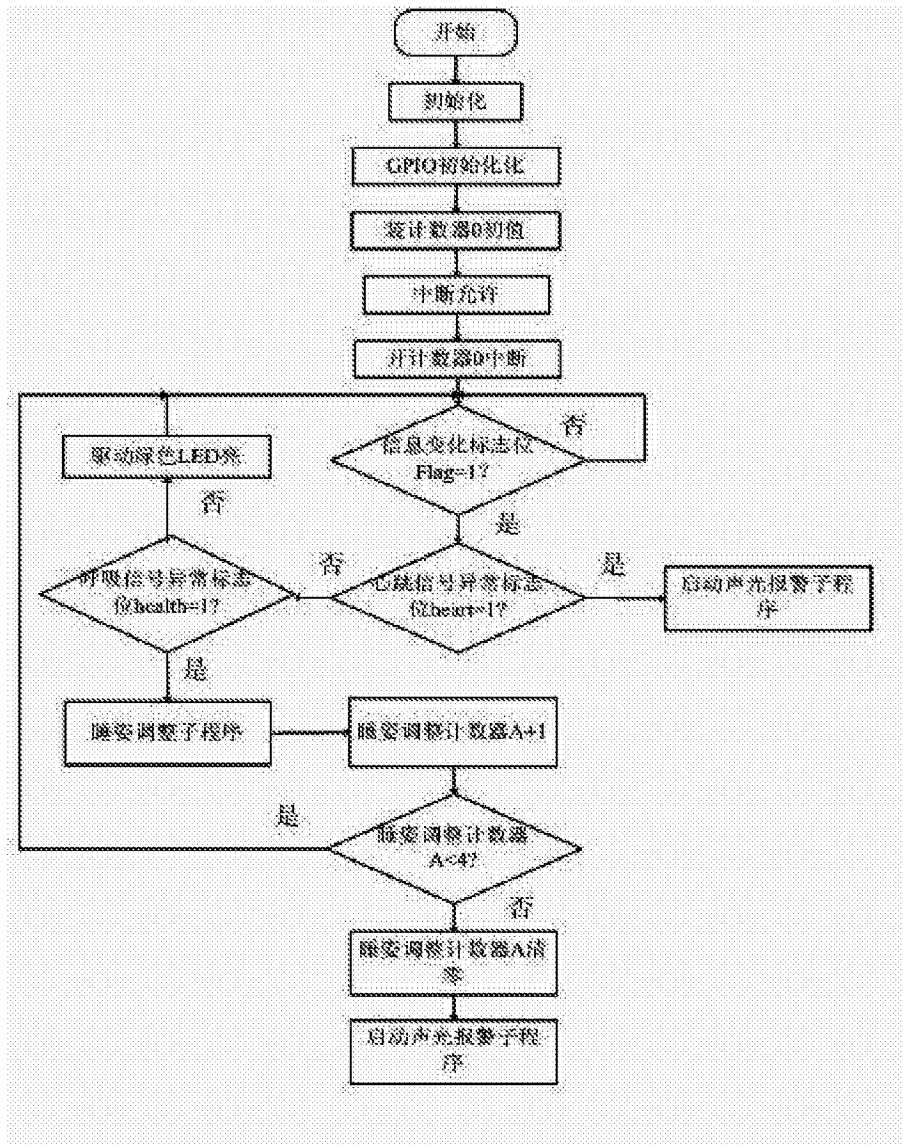 开始
初始化
GPIO初始化化
装计数器0初值
中断允许
开计数器0中断
驱动绿色LED亮
信息变化标志位
Flag=1?
否
否
是
呼吸信号异常标志
位health=1?
否
心跳信号异常标志
位heart=1?
是
启动声光报警子程
序
是
睡姿调整子程序
睡姿调整计数器A+1
是
睡姿调整计数器
A<4?
否
睡姿调整计数器A清
零
启动声光报警子程
序